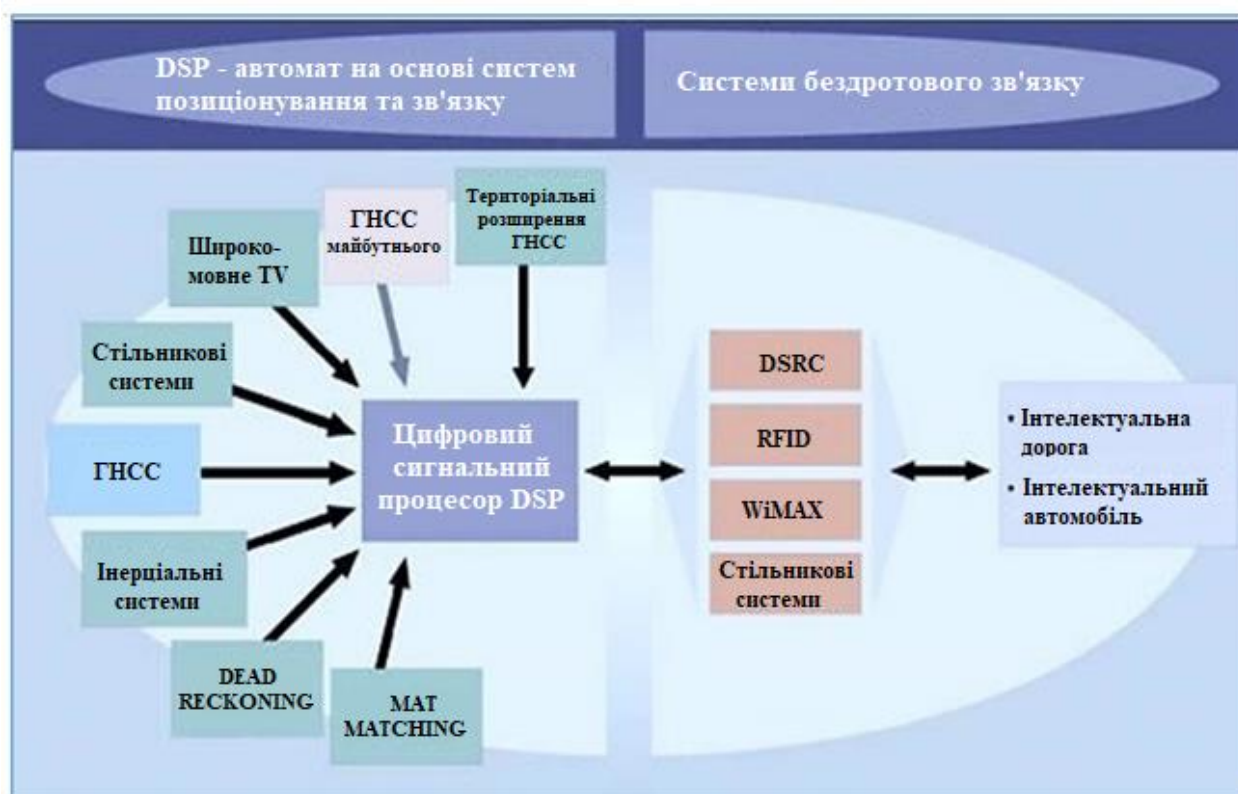 DSP - автомат на основі систем
позиціонування та зв'язку
Системи бездротового зв'язку
Широко-
мовне TV
ГНСС
майбутнього
Територіальні
розширення
ГНСС
Стільникові
системи
ГНСС
Інерціальні
системи
DEAD
RECKONING
MAT
MATCHING
Цифровий
сигнальний
процесор DSP
DSRC
RFID
WiMAX
Стільникові
системи
• Інтелектуальна
дорога
• Інтелектуальний
автомобіль